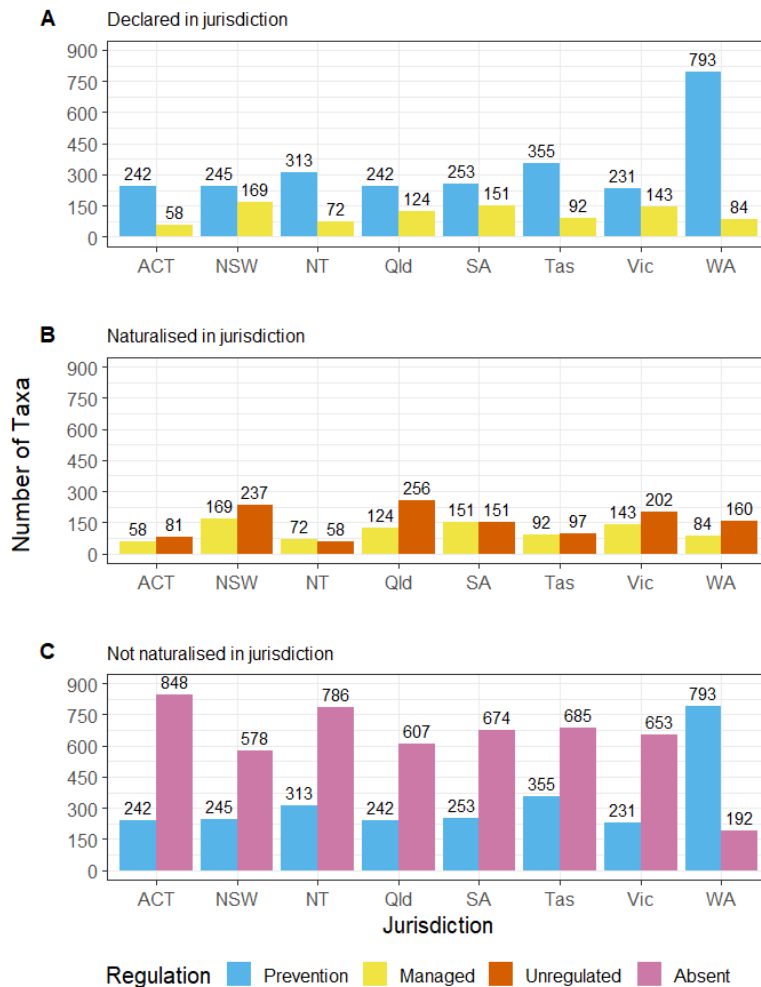 A Declared in jurisdiction
900
750
600
450
300
150
0
242 58 245 169 313 72 242 124 253 151 355 92 231 143 793 84
ACT NSW NT Qld SA Tas Vic WA
B Naturalised in jurisdiction
Number of Taxa
900
750
600
450
300
150
0
58 81 169 237 72 58 124 256 151 151 92 97 143 202 84 160
ACT NSW NT Qld SA Tas Vic WA
C Not naturalised in jurisdiction
900
750
600
450
300
150
0
242 848 245 578 313 786 242 607 253 674 355 685 231 653 793 192
ACT NSW NT Qld SA Tas Vic WA
Jurisdiction
Regulation Prevention Managed Unregulated Absent